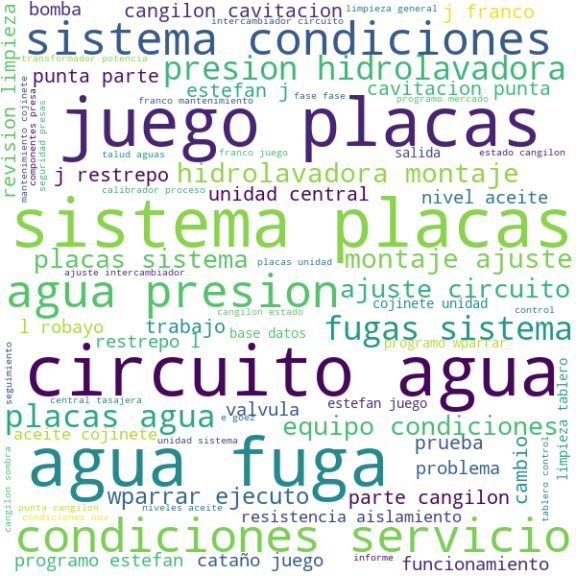 bomba
cangilon cavitacion
limpieza general
j franco
intercambiador circuito
sistema condiciones
transformador potencia
presion hidrolavadora
punta parte
estefan j
cavitacion punta
revision limpieza
mantenimiento cojinete
componentes presa
seguridad presas
franco mantenimiento
fase fase
programo mercado
juego placas
talud aguas
franco juego
salida
estado cangilon
j restrepo
hidrolavadora montaje
calibrador proceso
unidad central
nivel aceite
sistema placas
placas sistema
placas unidad
montaje ajuste
ajuste intercambiador
agua presion
ajuste circuito
cojinete unidad
cangilon estado
control
l robayo
trabajo
base datos
fugas sistema
restrepo l
programo wparrar
seguimiento
circuito agua
central tasajera
e goez
estefan juego
limpieza tablero
placas agua
valvula
equipo condiciones
aceite cojinete
unidad sistema
prueba
agua fuga
problema
cambio
tablero control
cangilon sombra
niveles aceite
wparrar ejecuto
parte cangilon
punta cangilon
condiciones nov
resistencia aislamiento
condiciones servicio
programo estefan
cataño juego
informe
funcionamiento